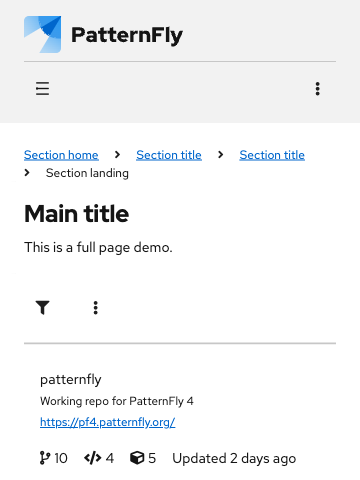 PatternFly
Section home Section title Section title
Section landing
Main title
This is a full page demo.
patternfly
Working repo for PatternFly 4
https://pf4.patternfly.org/
10 4 5 Updated 2 days ago